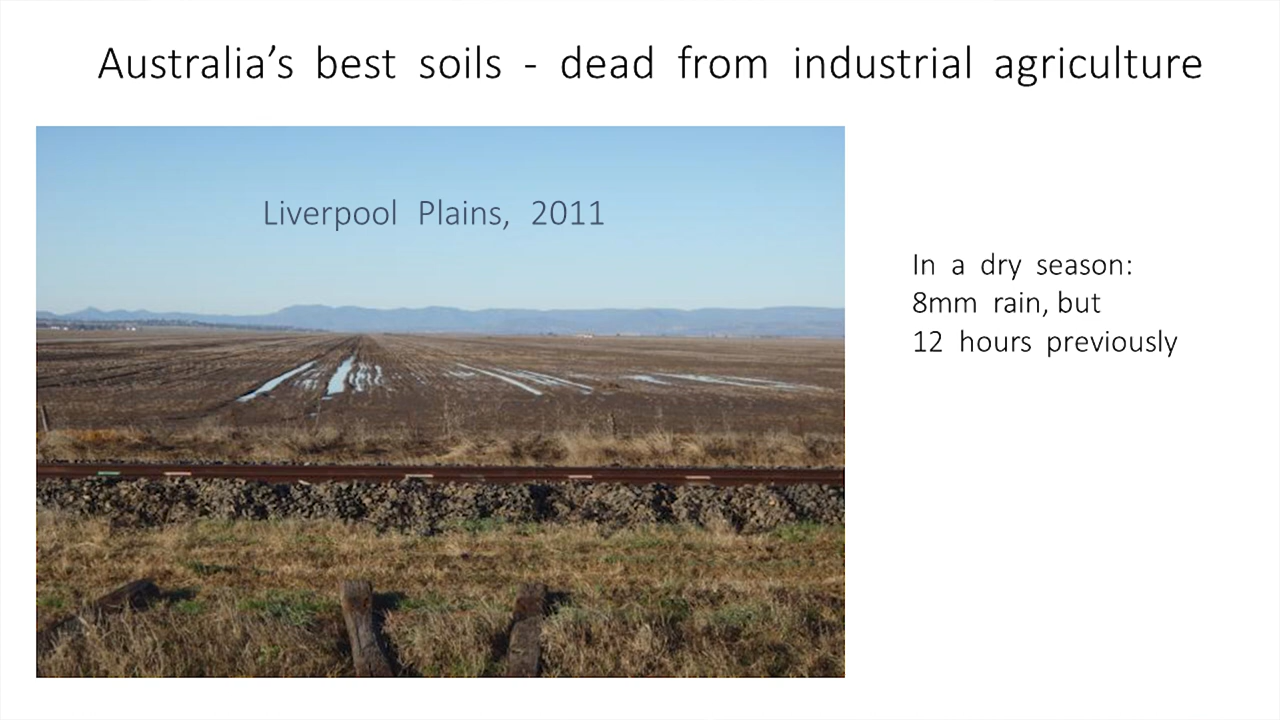 Australia’s best soils - dead from industrial agriculture
Liverpool Plains, 2011
In a dry season:
8mm rain, but
12 hours previously